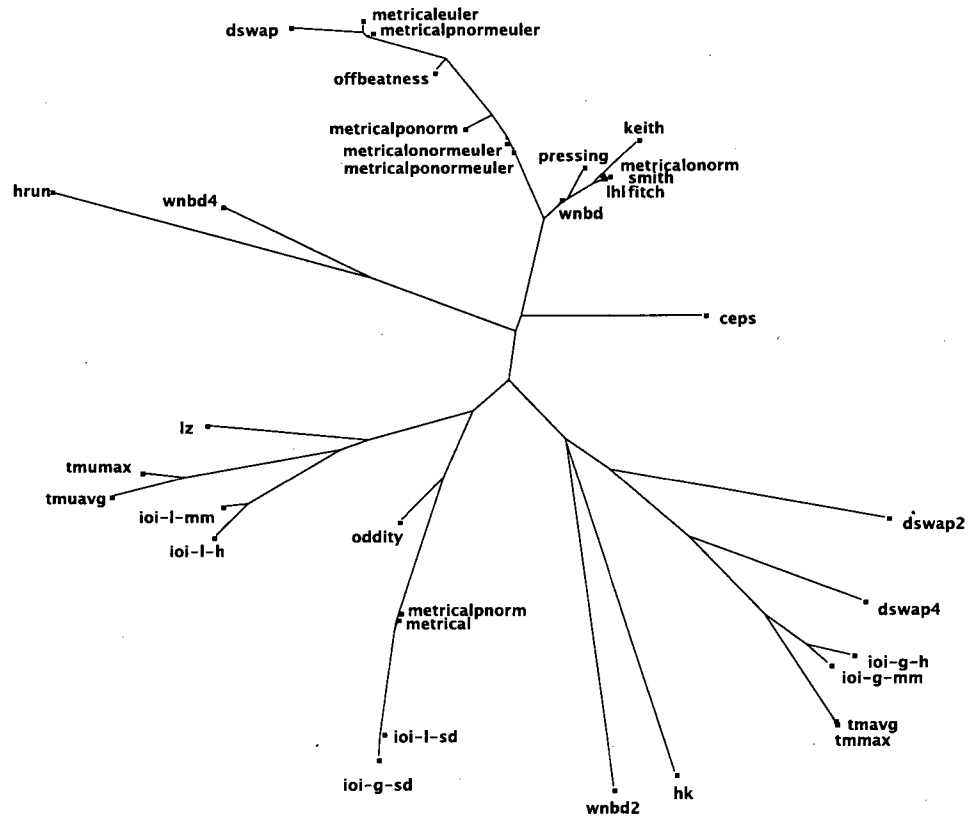 metricaleuler
dswap
metricalpnormeuler
offbeatness
metricalponorm
keith
metricalonormeuler
pressing
metricalponormeuler
metricalonorm
smith
lhl fitch
hrun
wnbd4
wnbd
ceps
lz
tmumax
tmuavg
ioi-l-mm
ioi-l-h
oddity
dswap2
metricalpnorm
metrical
dswap4
ioi-g-h
ioi-g-mm
tmavg
tmmax
ioi-l-sd
ioi-g-sd
hk
wnbd2